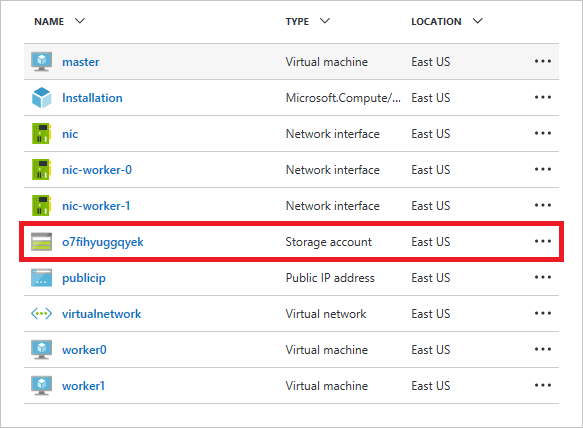 NAME TYPE LOCATION
master Virtual machine East US
Installation Microsoft.Compute/... East US
nic Network interface East US
nic-worker-0 Network interface East US
nic-worker-1 Network interface East US
o7fihyuggqyek Storage account East US
publicip Public IP address East US
virtualnetwork Virtual network East US
worker0 Virtual machine East US
worker1 Virtual machine East US